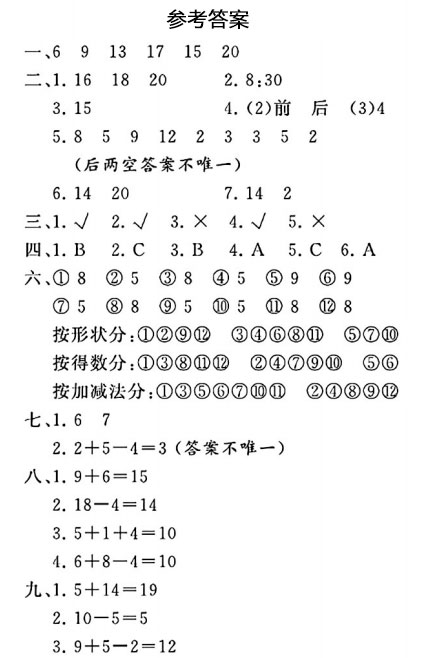 参考答案
一、6 9 13 17 15 20
二、1. 16 18 20 2. 8:30
3. 15 4. (2)前 后 (3)4
5. 8 5 9 12 2 3 3 5 2
(后两空答案不唯一)
6. 14 20 7. 14 2
三、1. √ 2. √ 3. × 4. √ 5. ×
四、1. B 2. C 3. B 4. A 5. C 6. A
六、① 8 ② 5 ③ 8 ④ 5 ⑤ 9 ⑥ 9
⑦ 5 ⑧ 8 ⑨ 5 ⑩ 5 ⑪ 8 ⑫ 8
按形状分:①②⑨⑫ ③④⑥⑧⑪ ⑤⑦⑩
按得数分:①③⑧⑪⑫ ②④⑦⑨⑩ ⑤⑥
按加减法分:①③⑤⑥⑦⑩⑪ ②④⑧⑨⑫
七、1. 6 7
2. 2+5-4=3(答案不唯一)
八、1. 9+6=15
2. 18-4=14
3. 5+1+4=10
4. 6+8-4=10
九、1. 5+14=19
2. 10-5=5
3. 9+5-2=12